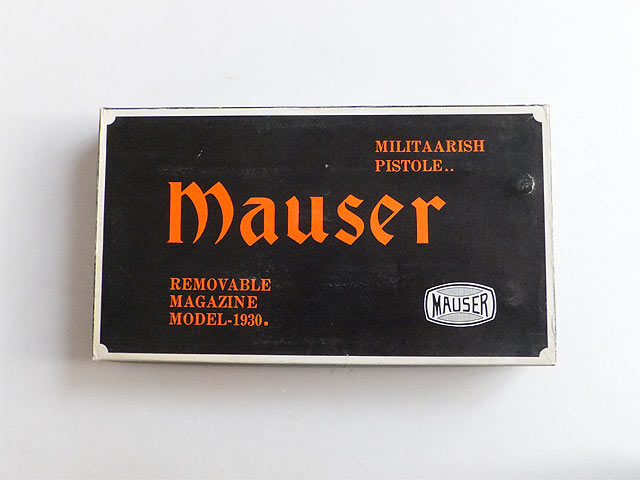 MILITAARISH
PISTOLE..
Mauser
REMOVABLE
MAGAZINE
MODEL-1930.
MAUSER